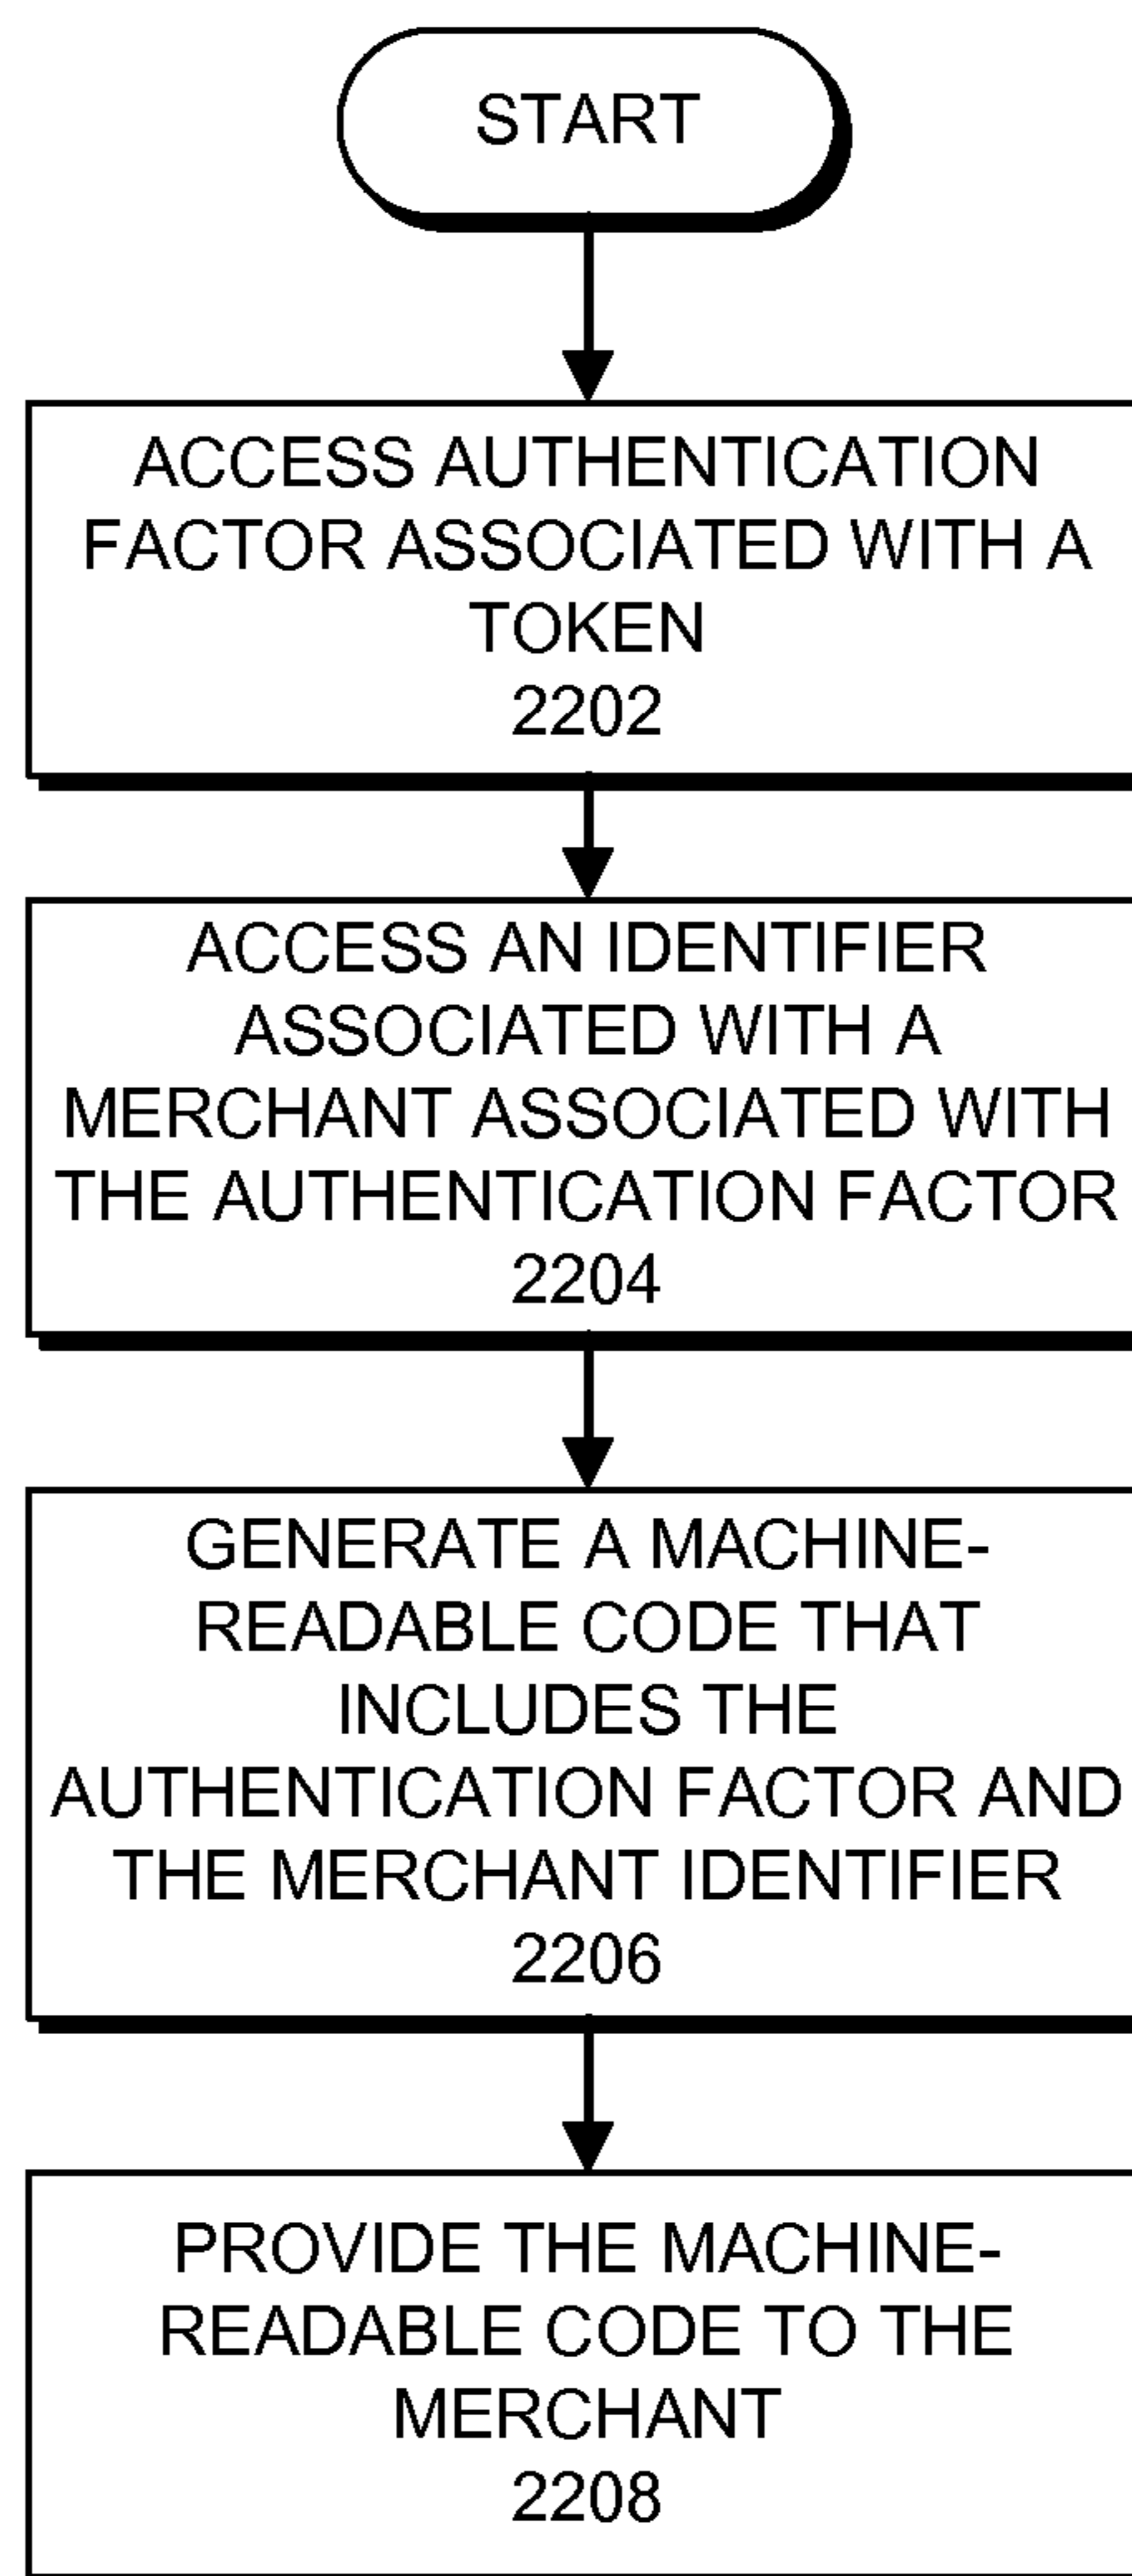 START
ACCESS AUTHENTICATION
FACTOR ASSOCIATED WITH A
TOKEN
2202
ACCESS AN IDENTIFIER
ASSOCIATED WITH A
MERCHANT ASSOCIATED WITH
THE AUTHENTICATION FACTOR
2204
GENERATE A MACHINE-
READABLE CODE THAT
INCLUDES THE
AUTHENTICATION FACTOR AND
THE MERCHANT IDENTIFIER
2206
PROVIDE THE MACHINE-
READABLE CODE TO THE
MERCHANT
2208